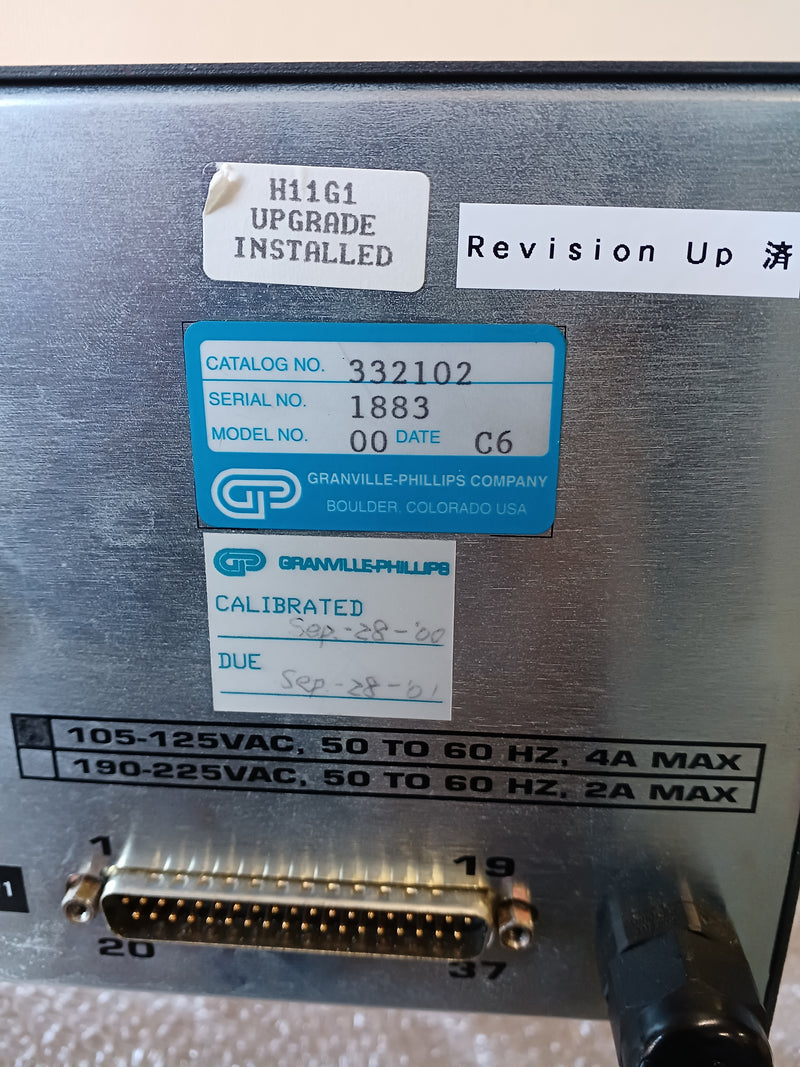 H11G1
UPGRADE
INSTALLED
Revision Up 済
CATALOG NO. 332102
SERIAL NO. 1883
MODEL NO. 00 DATE C6
GP GRANVILLE-PHILLIPS COMPANY
BOULDER, COLORADO USA
GP GRANVILLE-PHILLIPS
CALIBRATED
Sep.-28-'00
DUE
Sep.-28-'01
105-125VAC, 50 TO 60 HZ, 4A MAX
190-225VAC, 50 TO 60 HZ, 2A MAX
1 19
20 37